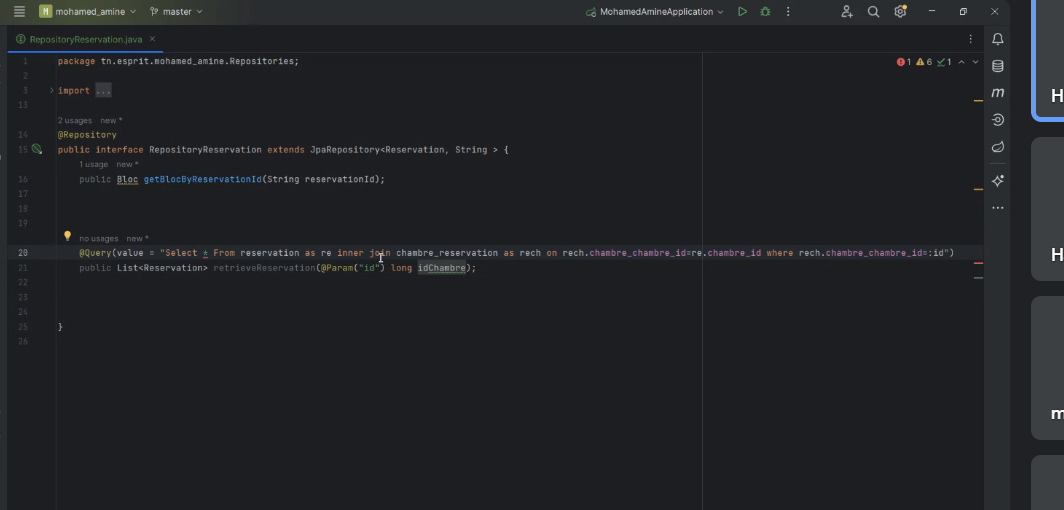 M mohamed_amine master MohamedAmineApplication
RepositoryReservation.java
1 package tn.esprit.mohamed_amine.Repositories; 1 6 1
2
3 import ...
13
2 usages new *
14 @Repository
15 public interface RepositoryReservation extends JpaRepository<Reservation, String > {
1 usage new *
16 public Bloc getBlocByReservationId(String reservationId);
17
18
19
no usages new *
20 @Query(value = "Select * From reservation as re inner join chambre_reservation as rech on rech.chambre_chambre_id=re.chambre_id where rech.chambre_chambre_id=:id")
21 public List<Reservation> retrieveReservation(@Param("id") long idChambre);
22
23
24
25 }
26
m
H
H
m